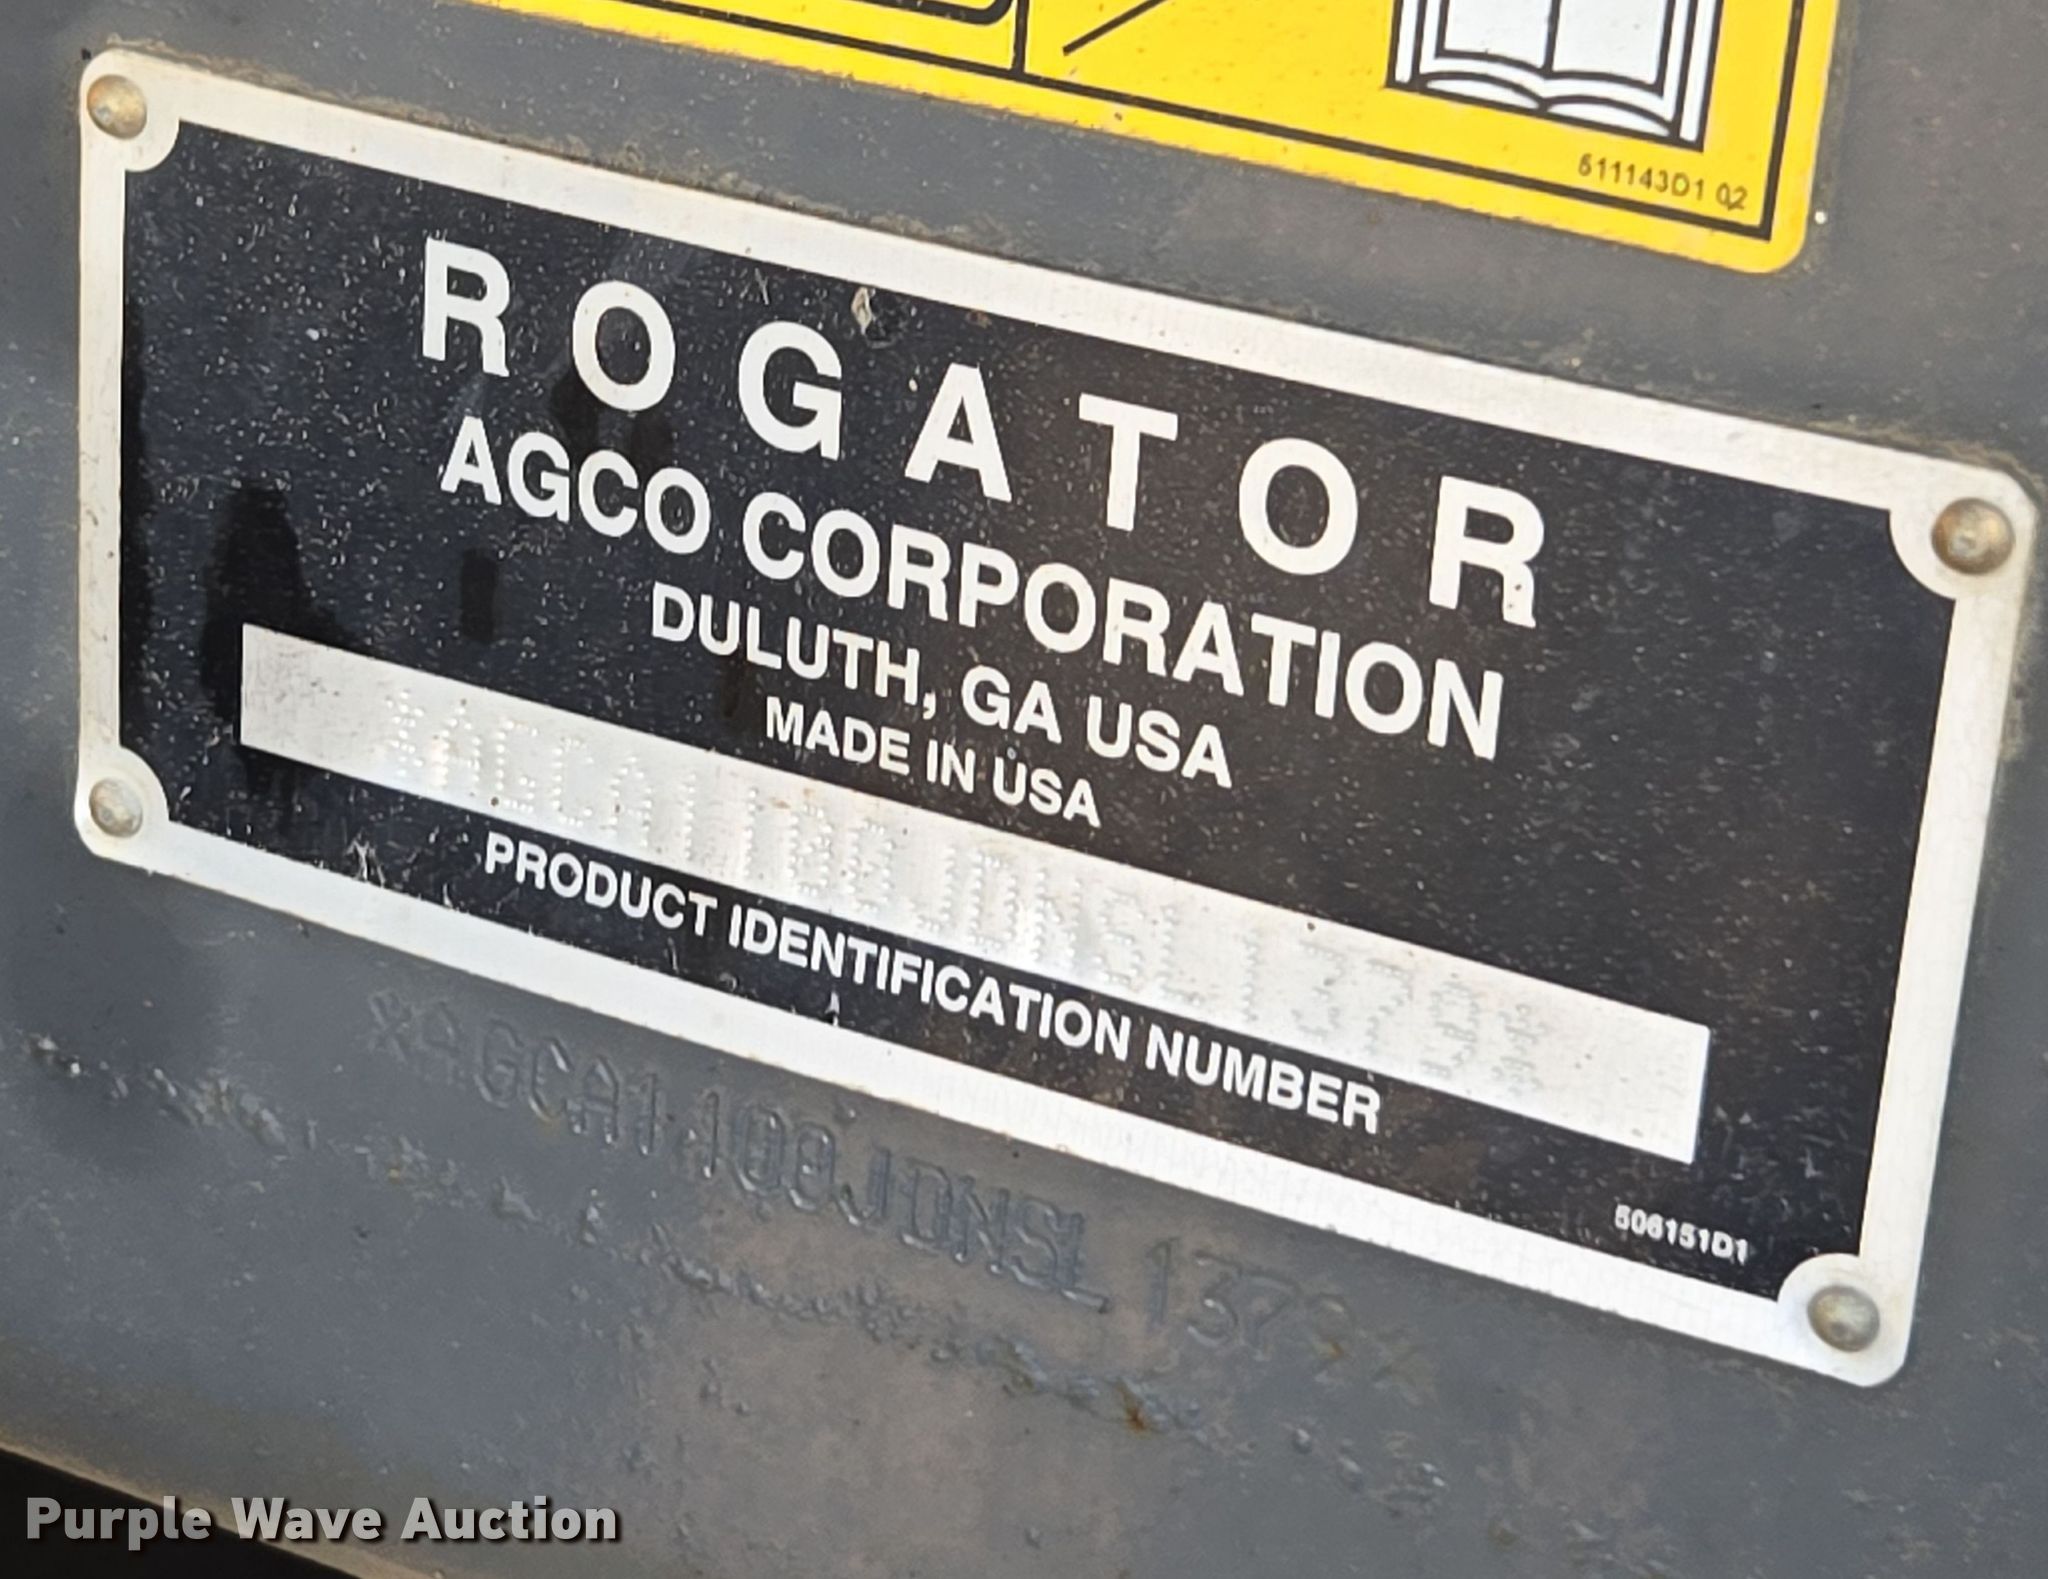 611143D1 02
ROGATOR
AGCO CORPORATION
DULUTH, GA USA
MADE IN USA
PRODUCT IDENTIFICATION NUMBER
506151D1
Purple Wave Auction